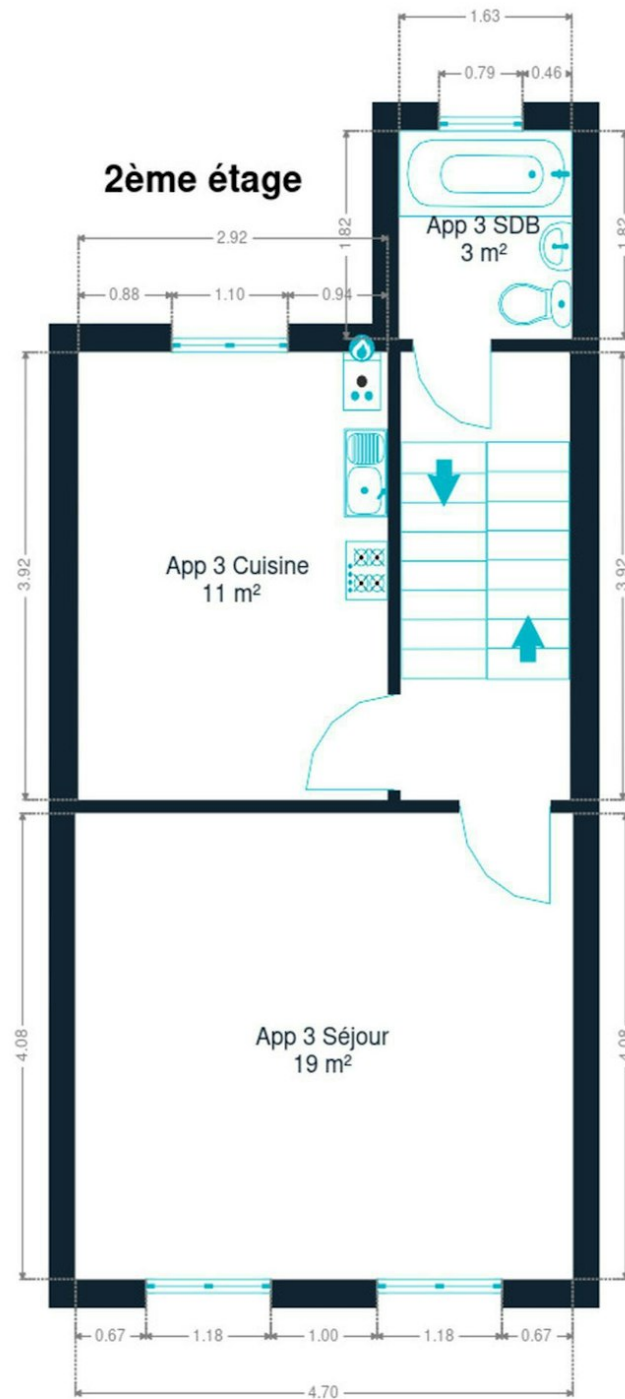 1.63
0.79
0.46
2ème étage
1.82
App 3 SDB
3 m²
1.82
2.92
0.88
1.10
0.94
3.92
App 3 Cuisine
11 m²
3.92
4.08
App 3 Séjour
19 m²
4.08
0.67
1.18
1.00
1.18
0.67
4.70